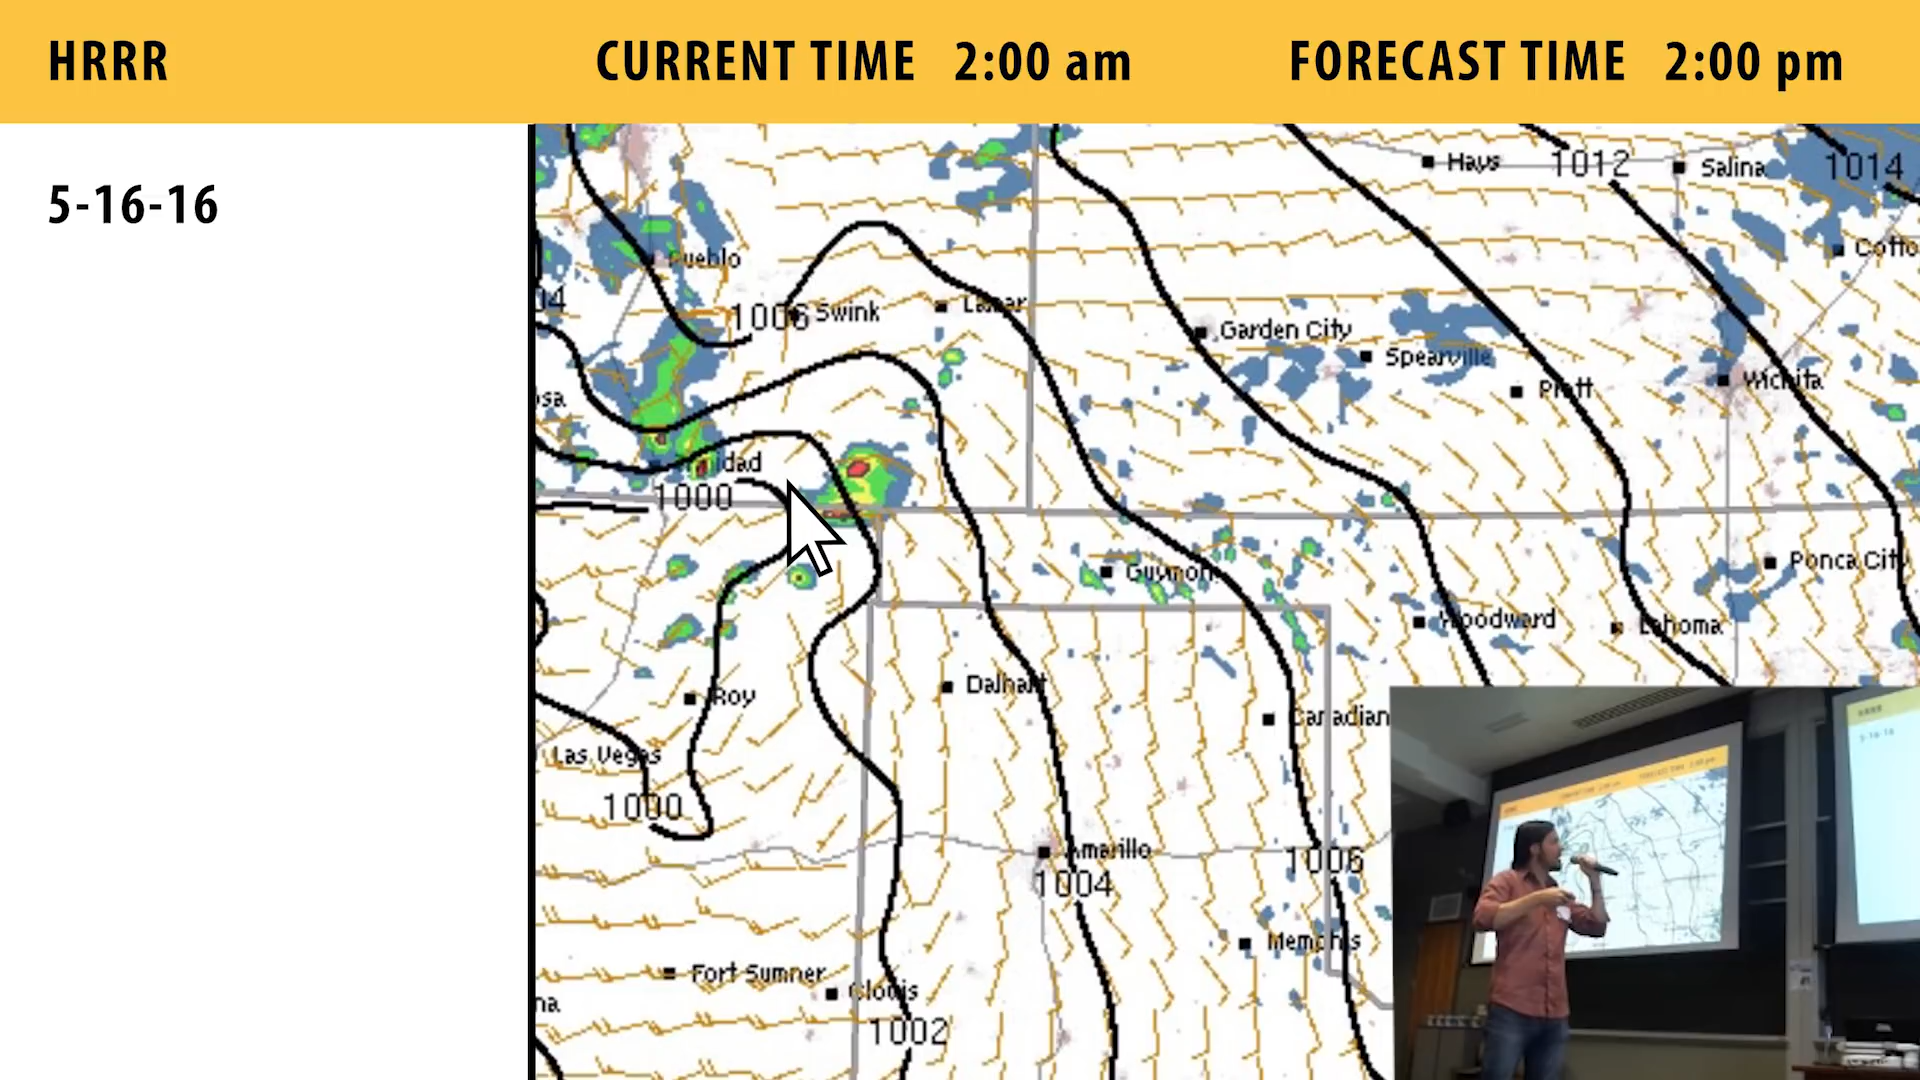 HRRR
CURRENT TIME 2:00 am
FORECAST TIME 2:00 pm
5-16-16
Hays
1012
Salina
1014
Pueblo
1006
Swink
Lamar
Garden City
Spearville
Pratt
Wichita
1000
Guymon
Ponca City
Woodward
Lahoma
Roy
Dalhart
Canadian
Las Vegas
1000
Amarillo
1004
1006
Memphis
Fort Sumner
Clovis
1002